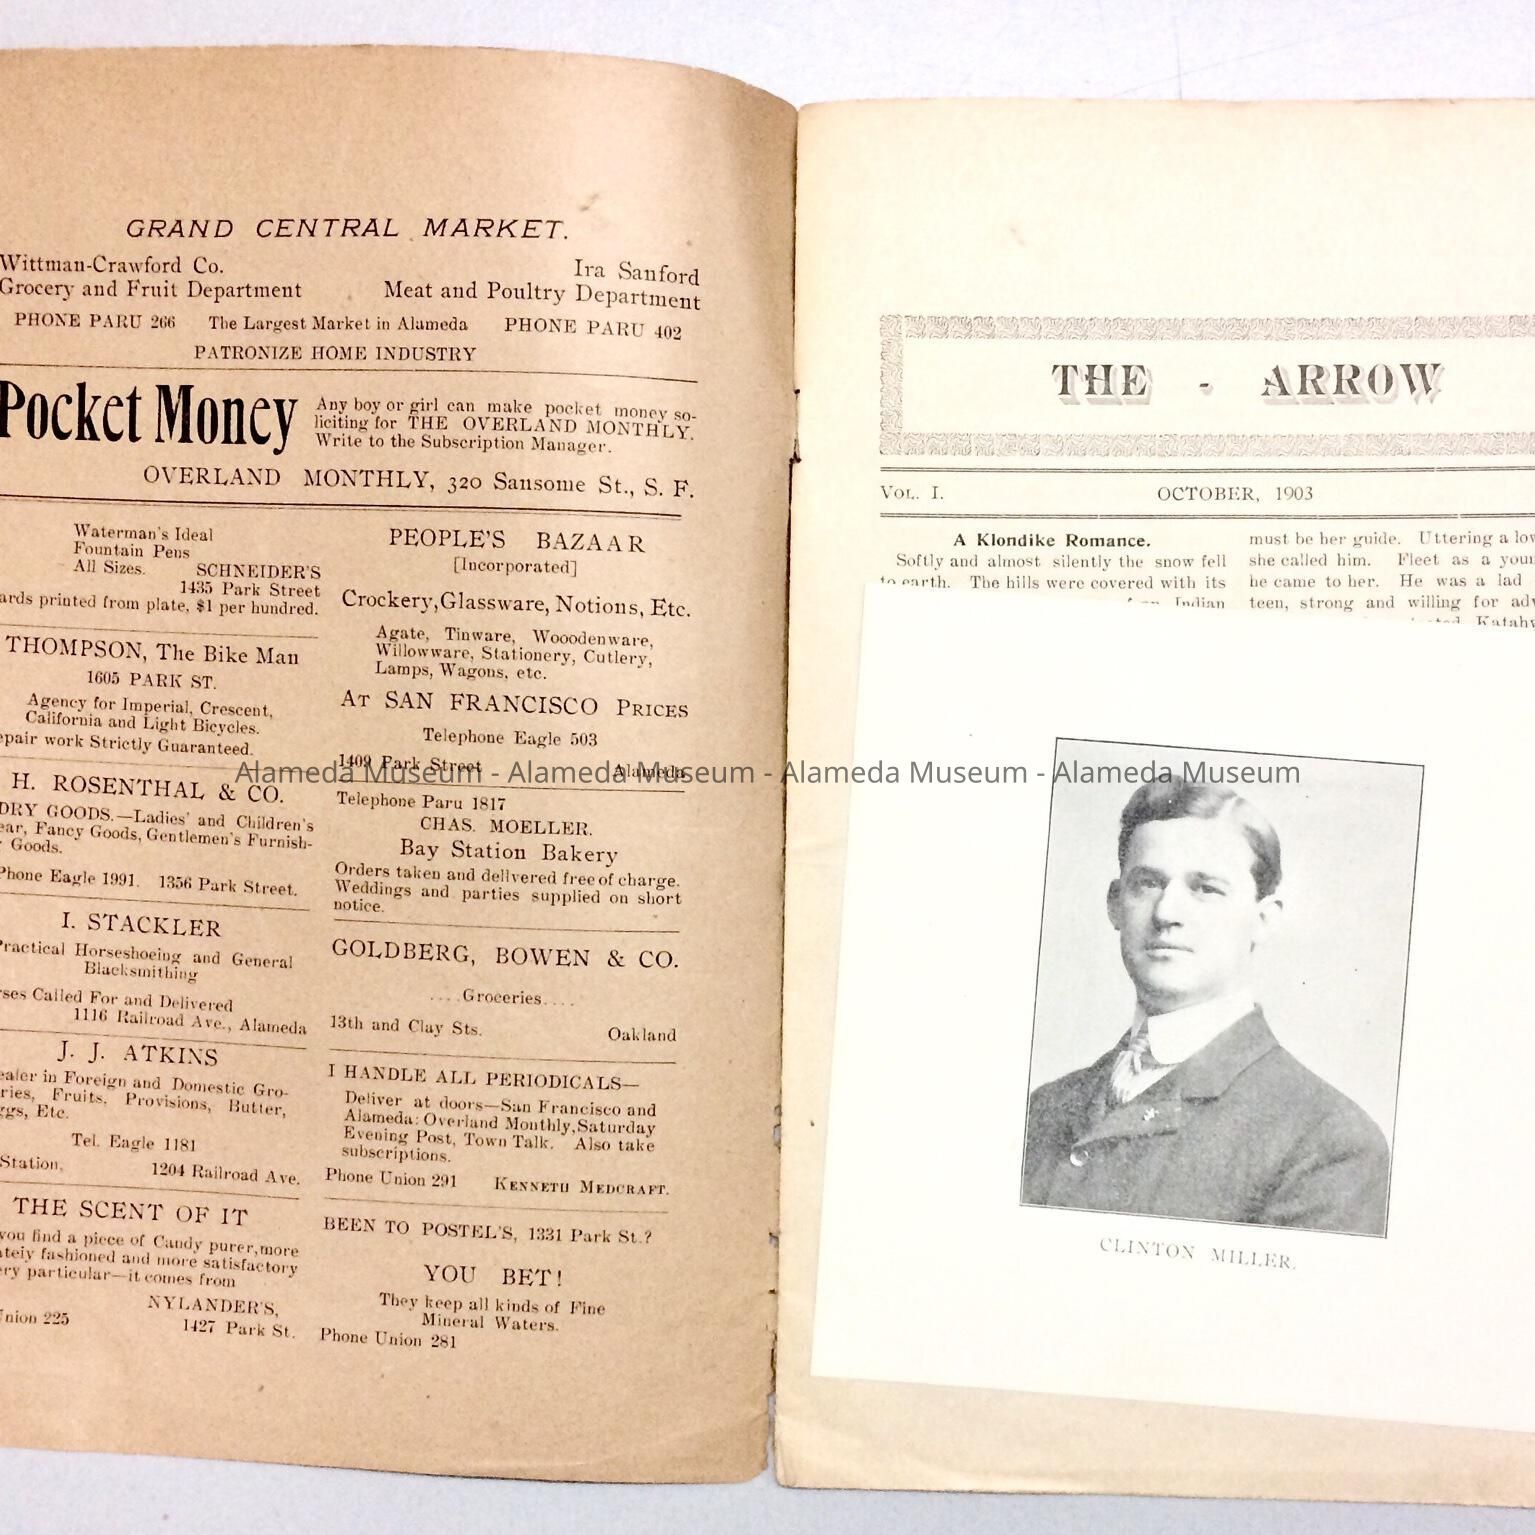 GRAND CENTRAL MARKET.
Wittman-Crawford Co.
Grocery and Fruit Department
Ira Sanford
Meat and Poultry Department
PHONE PARU 266 The Largest Market in Alameda PHONE PARU 402
PATRONIZE HOME INDUSTRY
Pocket Money
Any boy or girl can make pocket money so-
liciting for THE OVERLAND MONTHLY.
Write to the Subscription Manager.
OVERLAND MONTHLY, 320 Sansome St., S. F.
Waterman's Ideal
Fountain Pens
All Sizes. SCHNEIDER'S
1435 Park Street
ards printed from plate, $1 per hundred.
THOMPSON, The Bike Man
1605 PARK ST.
Agency for Imperial, Crescent,
California and Light Bicycles.
epair work Strictly Guaranteed.
H. ROSENTHAL & CO.
DRY GOODS.—Ladies' and Children's
ear, Fancy Goods, Gentlemen's Furnish-
Goods.
Phone Eagle 1991. 1356 Park Street.
I. STACKLER
Practical Horseshoeing and General
Blacksmithing
rses Called For and Delivered
1116 Railroad Ave., Alameda
J. J. ATKINS
ealer in Foreign and Domestic Gro-
ries, Fruits, Provisions, Butter,
ggs, Etc.
Tel. Eagle 1181
Station, 1204 Railroad Ave.
THE SCENT OF IT
you find a piece of Candy purer, more
ately fashioned and more satisfactory
ery particular—it comes from
NYLANDER'S,
Union 225 1427 Park St.
PEOPLE'S BAZAAR
[Incorporated]
Crockery, Glassware, Notions, Etc.
Agate, Tinware, Wooodenware,
Willowware, Stationery, Cutlery,
Lamps, Wagons, etc.
AT SAN FRANCISCO PRICES
Telephone Eagle 503
1409 Park Street Alameda
Telephone Paru 1817
CHAS. MOELLER.
Bay Station Bakery
Orders taken and delivered free of charge.
Weddings and parties supplied on short
notice.
GOLDBERG, BOWEN & CO.
....Groceries....
13th and Clay Sts. Oakland
I HANDLE ALL PERIODICALS—
Deliver at doors—San Francisco and
Alameda: Overland Monthly, Saturday
Evening Post, Town Talk. Also take
subscriptions.
Phone Union 291 KENNETH MEDCRAFT.
BEEN TO POSTEL'S, 1331 Park St.?
YOU BET!
They keep all kinds of Fine
Mineral Waters.
Phone Union 281
THE - ARROW
VOL. I. OCTOBER, 1903
A Klondike Romance.
Softly and almost silently the snow fell
to earth. The hills were covered with its
Indian
must be her guide. Uttering a low
she called him. Fleet as a youn
he came to her. He was a lad
teen, strong and willing for adv
Katahw
CLINTON MILLER.
Alameda Museum - Alameda Museum - Alameda Museum - Alameda Museum